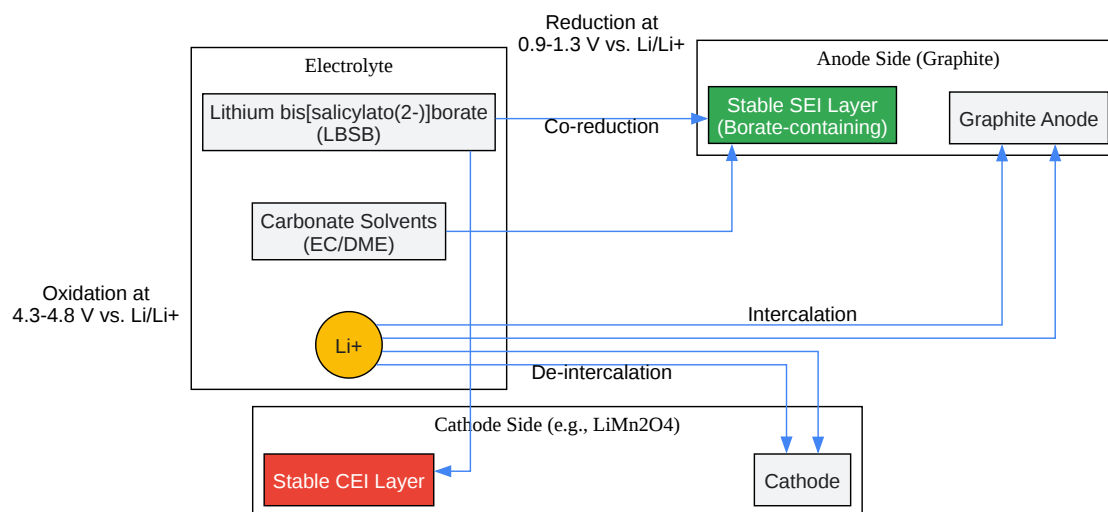 Reduction at
0.9-1.3 V vs. Li/Li+
Electrolyte
Anode Side (Graphite)
Lithium bis[salicylato(2-)]borate
(LBSB)
Co-reduction
Stable SEI Layer
(Borate-containing)
Graphite Anode
Carbonate Solvents
(EC/DME)
Oxidation at
4.3-4.8 V vs. Li/Li+
Li+
Intercalation
De-intercalation
Cathode Side (e.g., LiMn2O4)
Stable CEI Layer
Cathode